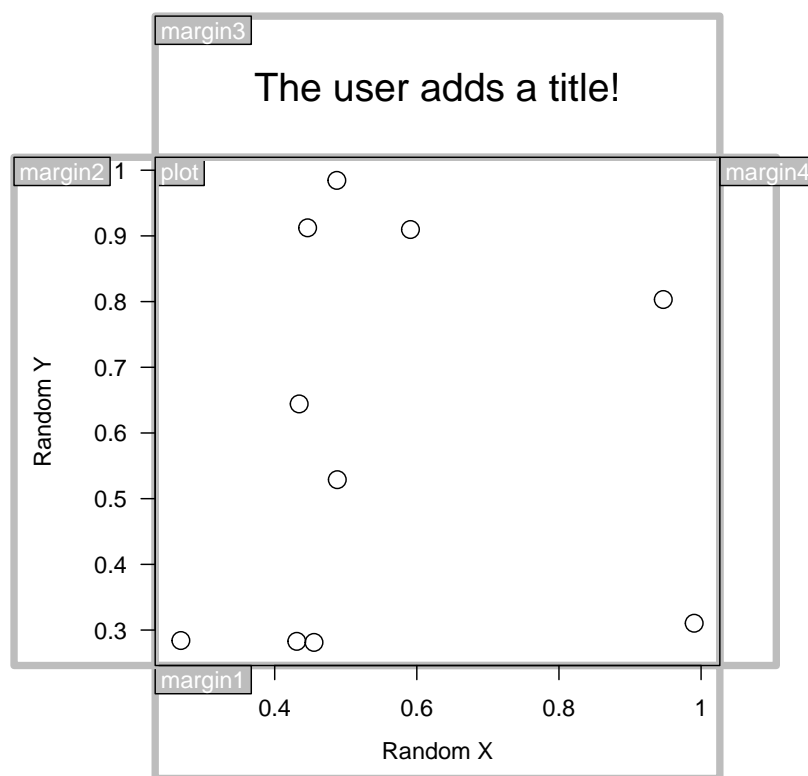 margin3
The user adds a title!
margin2
plot
margin4
1
0.9
0.8
0.7
0.6
0.5
0.4
0.3
Random Y
margin1
0.4
0.6
0.8
1
Random X